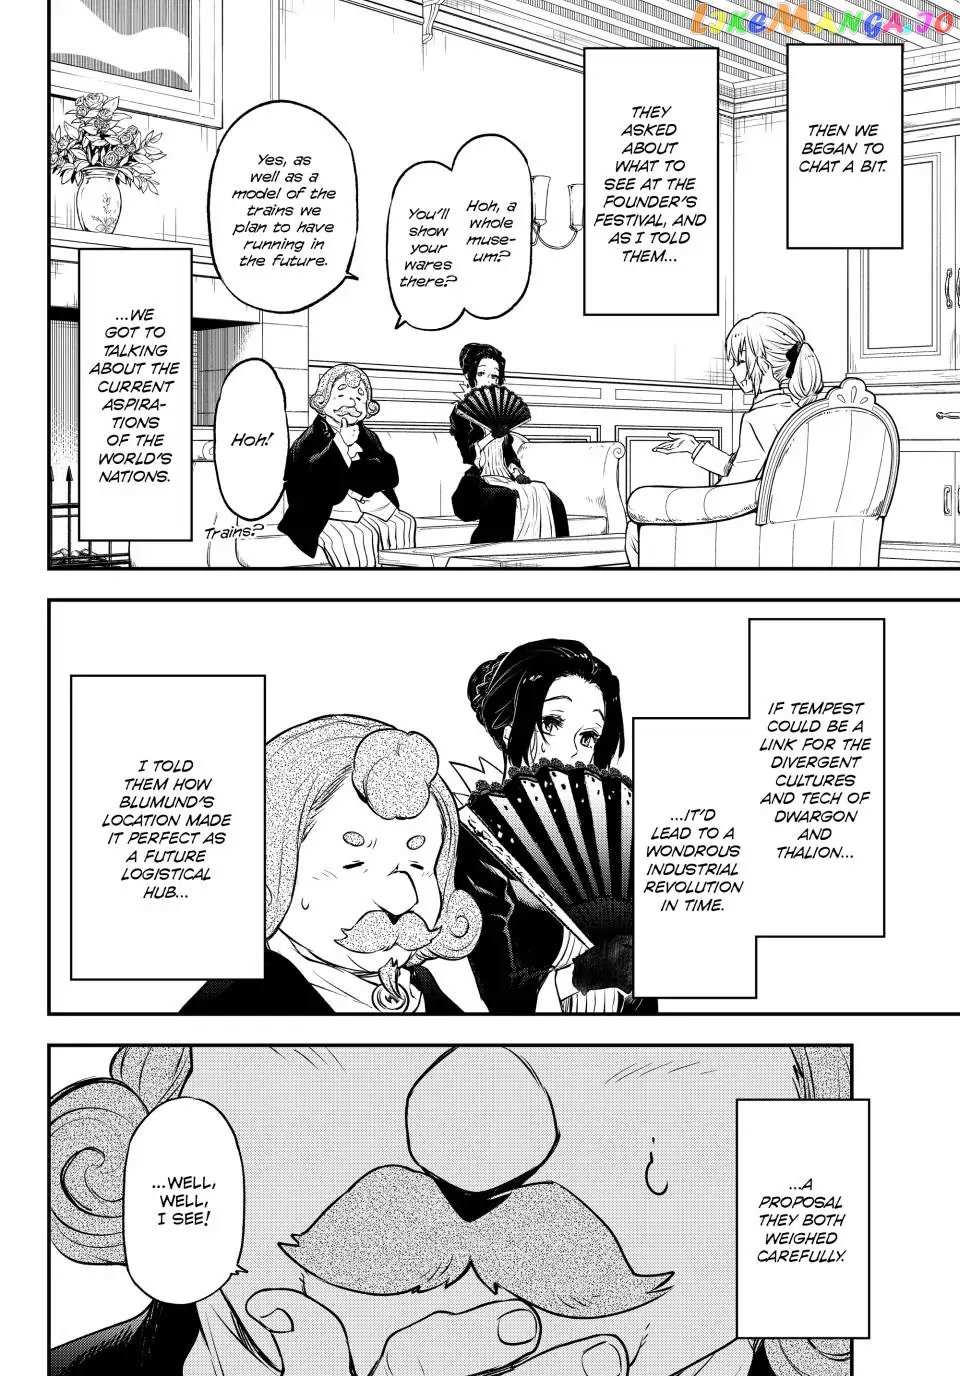 LIKEMANGA.IO
THEN WE
BEGAN TO
CHAT A BIT.
THEY
ASKED
ABOUT
WHAT TO
SEE AT THE
FOUNDER'S
FESTIVAL, AND
AS I TOLD
THEM...
Hoh, a
whole
muse-
um?
You'll
show
your
wares
there?
Yes, as
well as a
model of the
trains we
plan to have
running in
the future.
Hoh!
Trains?
...WE
GOT TO
TALKING
ABOUT THE
CURRENT
ASPIRA-
TIONS
OF THE
WORLD'S
NATIONS.
IF TEMPEST
COULD BE A
LINK FOR THE
DIVERGENT
CULTURES
AND TECH OF
DWARGON
AND
THALION...
...IT'D
LEAD TO A
WONDROUS
INDUSTRIAL
REVOLUTION
IN TIME.
I TOLD
THEM HOW
BLUMUND'S
LOCATION MADE
IT PERFECT AS
A FUTURE
LOGISTICAL
HUB...
...A
PROPOSAL
THEY BOTH
WEIGHED
CAREFULLY.
...WELL,
WELL,
I SEE!